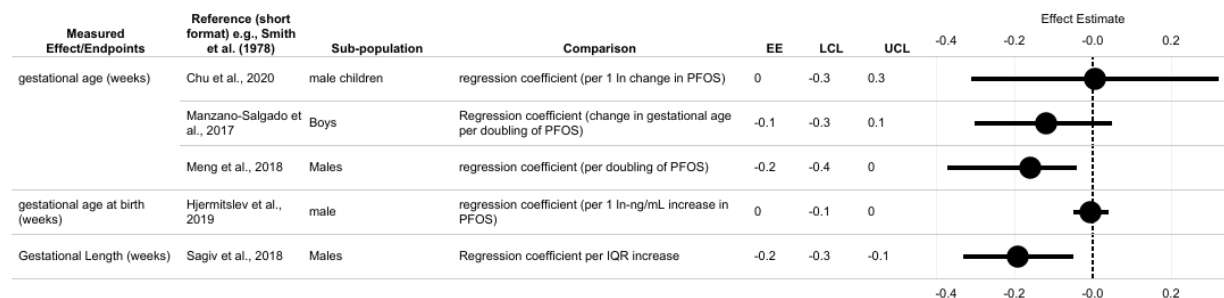 Measured Effect/Endpoints Reference (short format) e.g., Smith et al. (1978) Sub-population Comparison EE LCL UCL Effect Estimate
-0.4 -0.2 -0.0 0.2
gestational age (weeks) Chu et al., 2020 male children regression coefficient (per 1 ln change in PFOS) 0 -0.3 0.3
Manzano-Salgado et al., 2017 Boys Regression coefficient (change in gestational age per doubling of PFOS) -0.1 -0.3 0.1
Meng et al., 2018 Males regression coefficient (per doubling of PFOS) -0.2 -0.4 0
gestational age at birth (weeks) Hjermitslev et al., 2019 male regression coefficient (per 1 ln-ng/mL increase in PFOS) 0 -0.1 0
Gestational Length (weeks) Sagiv et al., 2018 Males Regression coefficient per IQR increase -0.2 -0.3 -0.1
-0.4 -0.2 -0.0 0.2